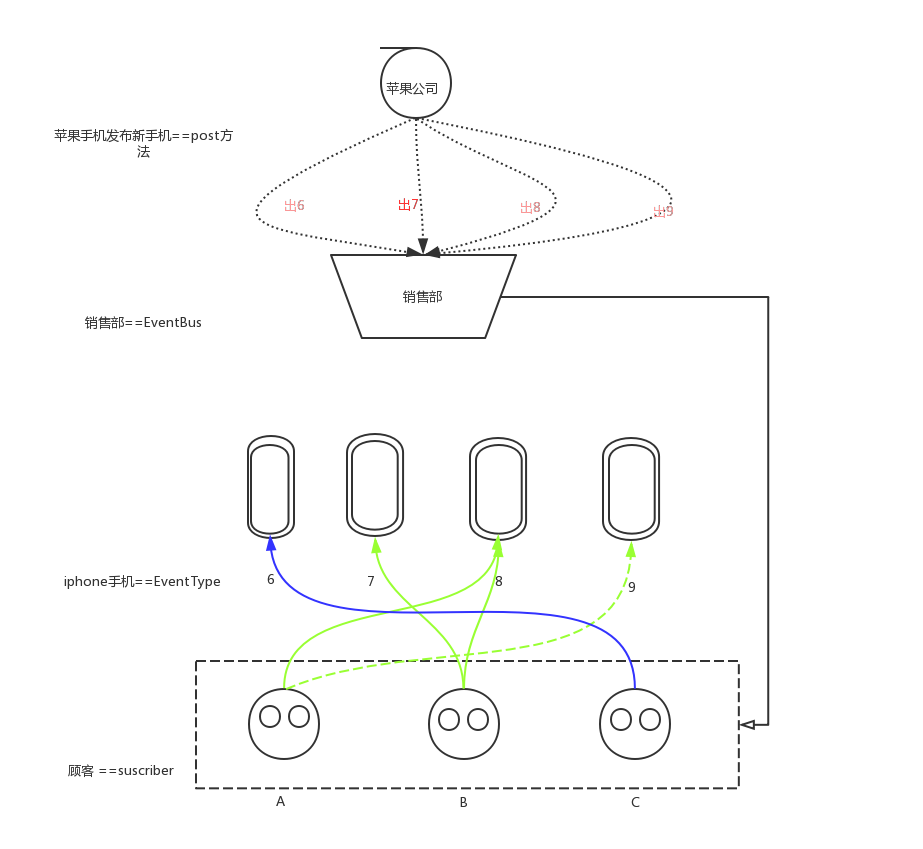 苹果公司
苹果手机发布新手机==post方
法
出6
出7
出8
出9
销售部
销售部==EventBus
iphone手机==EventType
6
7
8
9
顾客 ==suscriber
A
B
C